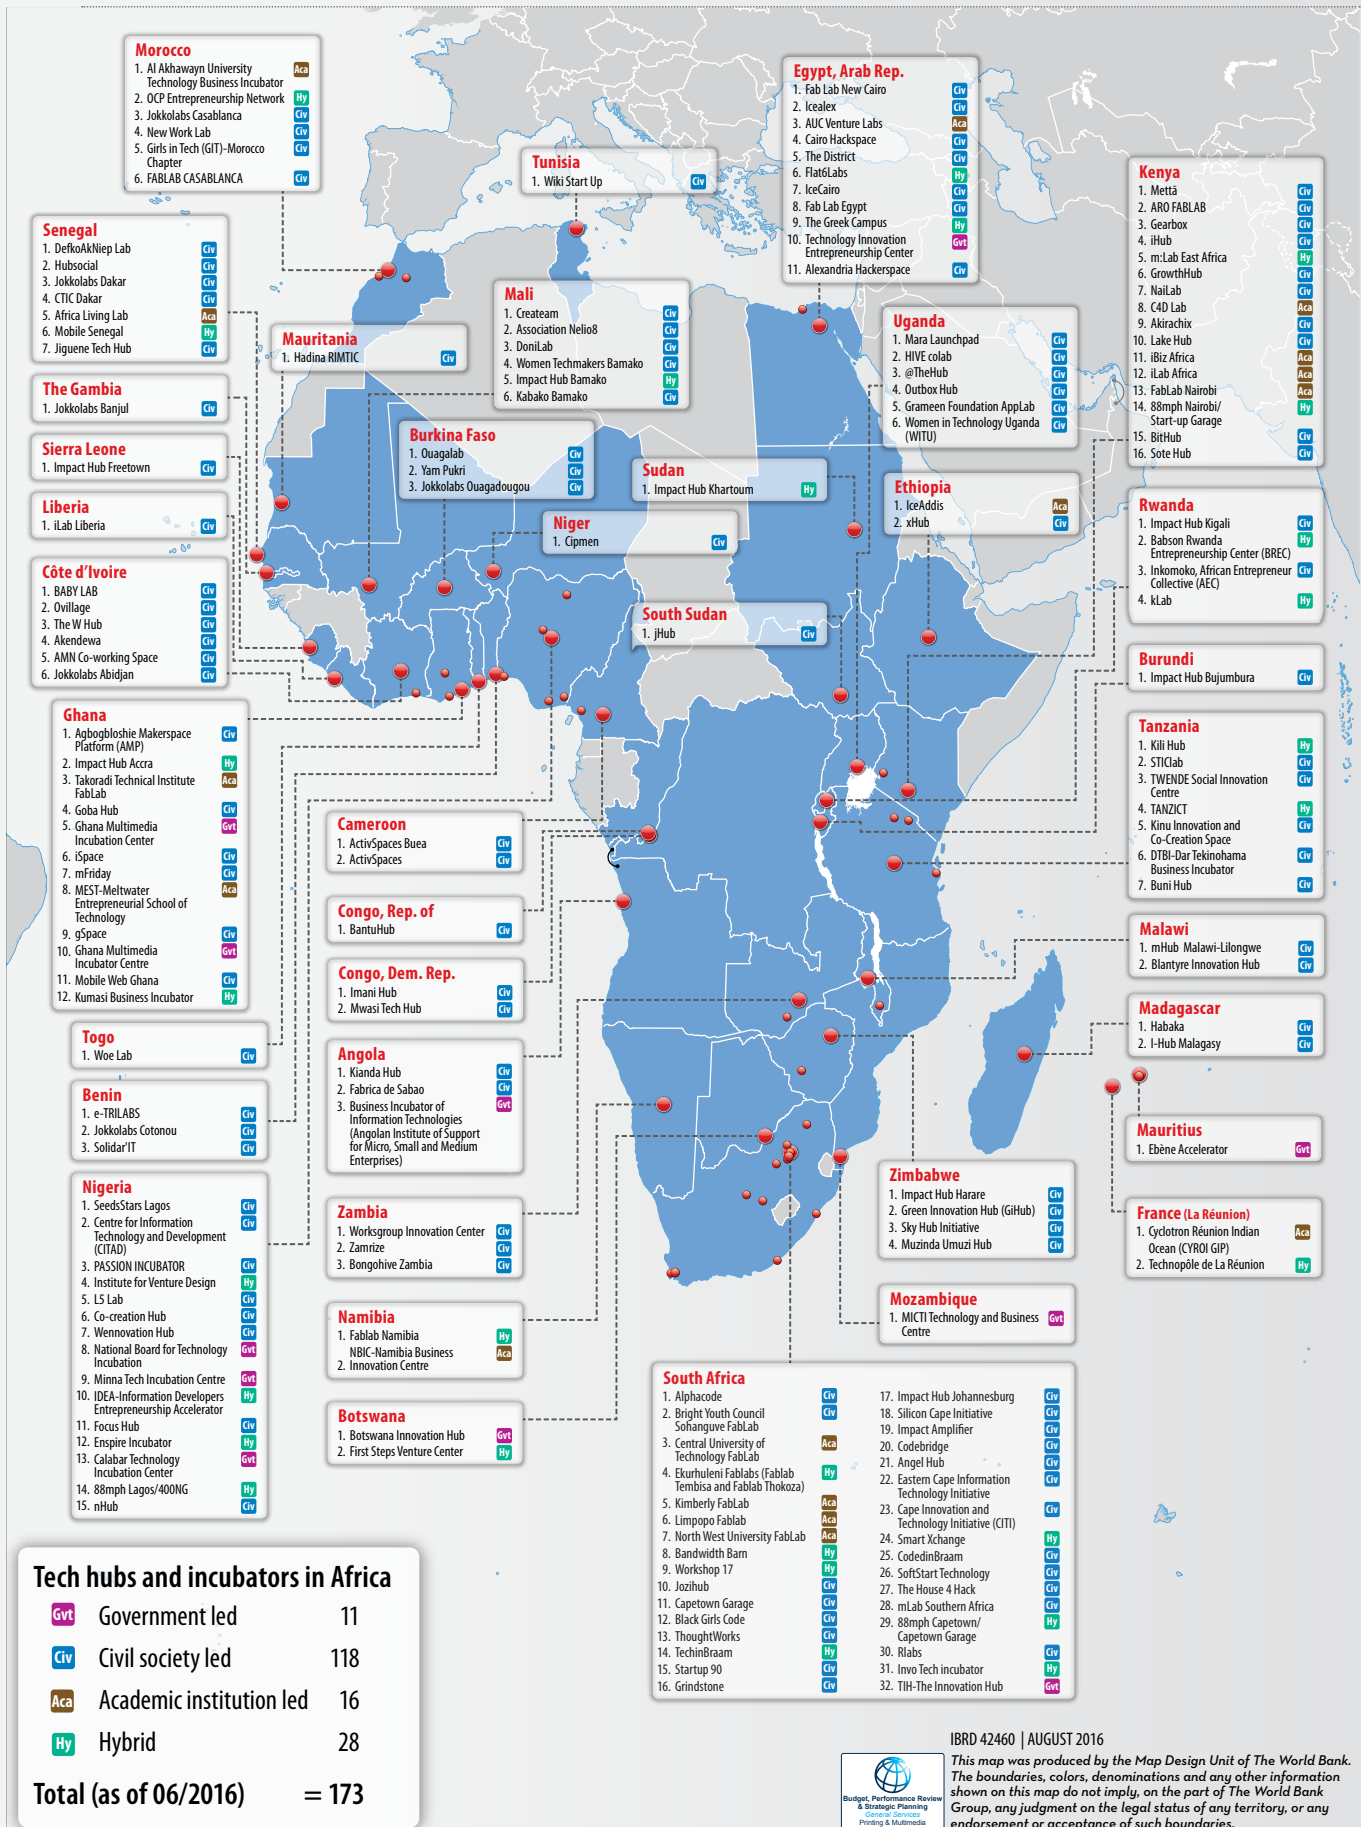 Morocco
1. Al Akhawayn University Aca
Technology Business Incubator
2. OCP Entrepreneurship Network Hy
3. Jokkolabs Casablanca Civ
4. New Work Lab Civ
5. Girls in Tech (GIT)-Morocco Civ
Chapter
6. FABLAB CASABLANCA Civ
Tunisia
1. Wiki Start Up Civ
Egypt, Arab Rep.
1. Fab Lab New Cairo Civ
2. Icealex Civ
3. AUC Venture Labs Aca
4. Cairo Hackspace Civ
5. The District Civ
6. Flat6Labs Hy
7. IceCairo Civ
8. Fab Lab Egypt Civ
9. The Greek Campus Hy
10. Technology Innovation Gvt
Entrepreneurship Center
11. Alexandria Hackerspace Civ
Kenya
1. Mettā Civ
2. ARO FABLAB Civ
3. Gearbox Civ
4. iHub Civ
5. m:Lab East Africa Hy
6. GrowthHub Civ
7. NaiLab Civ
8. C4D Lab Aca
9. Akirachix Civ
10. Lake Hub Civ
11. iBiz Africa Aca
12. iLab Africa Aca
13. FabLab Nairobi Aca
14. 88mph Nairobi/ Hy
Start-up Garage
15. BitHub Civ
16. Sote Hub Civ
Senegal
1. DefkoAkNiep Lab Civ
2. Hubsocial Civ
3. Jokkolabs Dakar Civ
4. CTIC Dakar Civ
5. Africa Living Lab Aca
6. Mobile Senegal Hy
7. Jiguene Tech Hub Civ
Mauritania
1. Hadina RIMTIC Civ
Mali
1. Createam Civ
2. Association Nelio8 Civ
3. DoniLab Civ
4. Women Techmakers Bamako Civ
5. Impact Hub Bamako Hy
6. Kabako Bamako Civ
Uganda
1. Mara Launchpad Civ
2. HIVE colab Civ
3. @TheHub Civ
4. Outbox Hub Civ
5. Grameen Foundation AppLab Civ
6. Women in Technology Uganda Civ
(WITU)
The Gambia
1. Jokkolabs Banjul Civ
Sierra Leone
1. Impact Hub Freetown Civ
Liberia
1. iLab Liberia Civ
Burkina Faso
1. Ouagalab Civ
2. Yam Pukri Civ
3. Jokkolabs Ouagadougou Civ
Sudan
1. Impact Hub Khartoum Hy
Ethiopia
1. IceAddis Aca
2. xHub Civ
Niger
1. Cipmen Civ
Rwanda
1. Impact Hub Kigali Civ
2. Babson Rwanda Hy
Entrepreneurship Center (BREC)
3. Inkomoko, African Entrepreneur Civ
Collective (AEC)
4. kLab Hy
Côte d'Ivoire
1. BABY LAB Civ
2. Ovillage Civ
3. The W Hub Civ
4. Akendewa Civ
5. AMN Co-working Space Civ
6. Jokkolabs Abidjan Civ
South Sudan
1. jHub Civ
Burundi
1. Impact Hub Bujumbura Civ
Ghana
1. Agbogbloshie Makerspace Civ
Platform (AMP)
2. Impact Hub Accra Hy
3. Takoradi Technical Institute Aca
FabLab
4. Goba Hub Civ
5. Ghana Multimedia Gvt
Incubation Center
6. iSpace Civ
7. mFriday Civ
8. MEST-Meltwater Aca
Entrepreneurial School of
Technology
9. gSpace Civ
10. Ghana Multimedia Gvt
Incubator Centre
11. Mobile Web Ghana Civ
12. Kumasi Business Incubator Hy
Tanzania
1. Kili Hub Hy
2. STIClab Civ
3. TWENDE Social Innovation Civ
Centre
4. TANZICT Hy
5. Kinu Innovation and Civ
Co-Creation Space
6. DTBI-Dar Tekinohama Civ
Business Incubator
7. Buni Hub Civ
Cameroon
1. ActivSpaces Buea Civ
2. ActivSpaces Civ
Congo, Rep. of
1. BantuHub Civ
Congo, Dem. Rep.
1. Imani Hub Civ
2. Mwasi Tech Hub Civ
Malawi
1. mHub Malawi-Lilongwe Civ
2. Blantyre Innovation Hub Civ
Madagascar
1. Habaka Civ
2. I-Hub Malagasy Civ
Togo
1. Woe Lab Civ
Benin
1. e-TRILABS Civ
2. Jokkolabs Cotonou Civ
3. Solidar'IT Civ
Angola
1. Kianda Hub Civ
2. Fabrica de Sabao Civ
3. Business Incubator of Gvt
Information Technologies
(Angolan Institute of Support
for Micro, Small and Medium
Enterprises)
Mauritius
1. Ebène Accelerator Gvt
Nigeria
1. SeedsStars Lagos Civ
2. Centre for Information Civ
Technology and Development
(CITAD)
3. PASSION INCUBATOR Civ
4. Institute for Venture Design Hy
5. L5 Lab Civ
6. Co-creation Hub Civ
7. Wennovation Hub Civ
8. National Board for Technology Gvt
Incubation
9. Minna Tech Incubation Centre Gvt
10. IDEA-Information Developers Hy
Entrepreneurship Accelerator
11. Focus Hub Civ
12. Enspire Incubator Hy
13. Calabar Technology Gvt
Incubation Center
14. 88mph Lagos/400NG Hy
15. nHub Civ
Zambia
1. Worksgroup Innovation Center Civ
2. Zamrize Civ
3. Bongohive Zambia Civ
Zimbabwe
1. Impact Hub Harare Civ
2. Green Innovation Hub (GiHub) Civ
3. Sky Hub Initiative Civ
4. Muzinda Umuzi Hub Civ
France (La Réunion)
1. Cyclotron Réunion Indian Aca
Ocean (CYROI GIP)
2. Technopôle de La Réunion Hy
Namibia
1. Fablab Namibia Hy
NBIC-Namibia Business Aca
2. Innovation Centre
Mozambique
1. MICTI Technology and Business Gvt
Centre
Botswana
1. Botswana Innovation Hub Gvt
2. First Steps Venture Center Hy
South Africa
1. Alphacode Civ
2. Bright Youth Council Civ
Sohanguve FabLab
3. Central University of Aca
Technology FabLab
4. Ekurhuleni Fablabs (Fablab Hy
Tembisa and Fablab Thokoza)
5. Kimberly FabLab Aca
6. Limpopo Fablab Aca
7. North West University FabLab Aca
8. Bandwidth Barn Hy
9. Workshop 17 Hy
10. Jozihub Civ
11. Capetown Garage Civ
12. Black Girls Code Civ
13. ThoughtWorks Civ
14. TechinBraam Hy
15. Startup 90 Civ
16. Grindstone Civ
17. Impact Hub Johannesburg Civ
18. Silicon Cape Initiative Civ
19. Impact Amplifier Civ
20. Codebridge Civ
21. Angel Hub Civ
22. Eastern Cape Information Civ
Technology Initiative
23. Cape Innovation and Civ
Technology Initiative (CITI)
24. Smart Xchange Hy
25. CodedinBraam Civ
26. SoftStart Technology Civ
27. The House 4 Hack Civ
28. mLab Southern Africa Civ
29. 88mph Capetown/ Hy
Capetown Garage
30. Rlabs Civ
31. Invo Tech incubator Hy
32. TIH-The Innovation Hub Gvt
Tech hubs and incubators in Africa
Gvt Government led 11
Civ Civil society led 118
Aca Academic institution led 16
Hy Hybrid 28
Total (as of 06/2016) = 173
IBRD 42460 | AUGUST 2016
This map was produced by the Map Design Unit of The World Bank.
The boundaries, colors, denominations and any other information
shown on this map do not imply, on the part of The World Bank
Group, any judgment on the legal status of any territory, or any
endorsement or acceptance of such boundaries.
Budget, Performance Review
& Strategic Planning
General Services
Printing & Multimedia